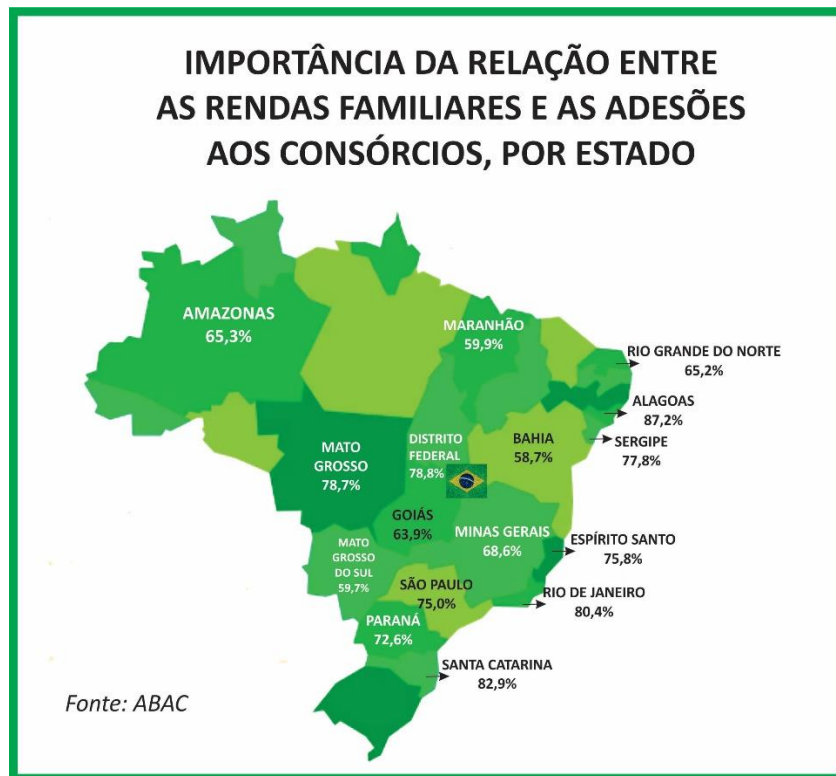 IMPORTÂNCIA DA RELAÇÃO ENTRE
AS RENDAS FAMILIARES E AS ADESÕES
AOS CONSÓRCIOS, POR ESTADO
AMAZONAS
65,3%
MARANHÃO
59,9%
RIO GRANDE DO NORTE
65,2%
ALAGOAS
87,2%
SERGIPE
77,8%
MATO
GROSSO
78,7%
DISTRITO
FEDERAL
78,8%
BAHIA
58,7%
GOIÁS
63,9%
MINAS GERAIS
68,6%
ESPÍRITO SANTO
75,8%
MATO
GROSSO
DO SUL
59,7%
SÃO PAULO
75,0%
RIO DE JANEIRO
80,4%
PARANÁ
72,6%
SANTA CATARINA
82,9%
Fonte: ABAC